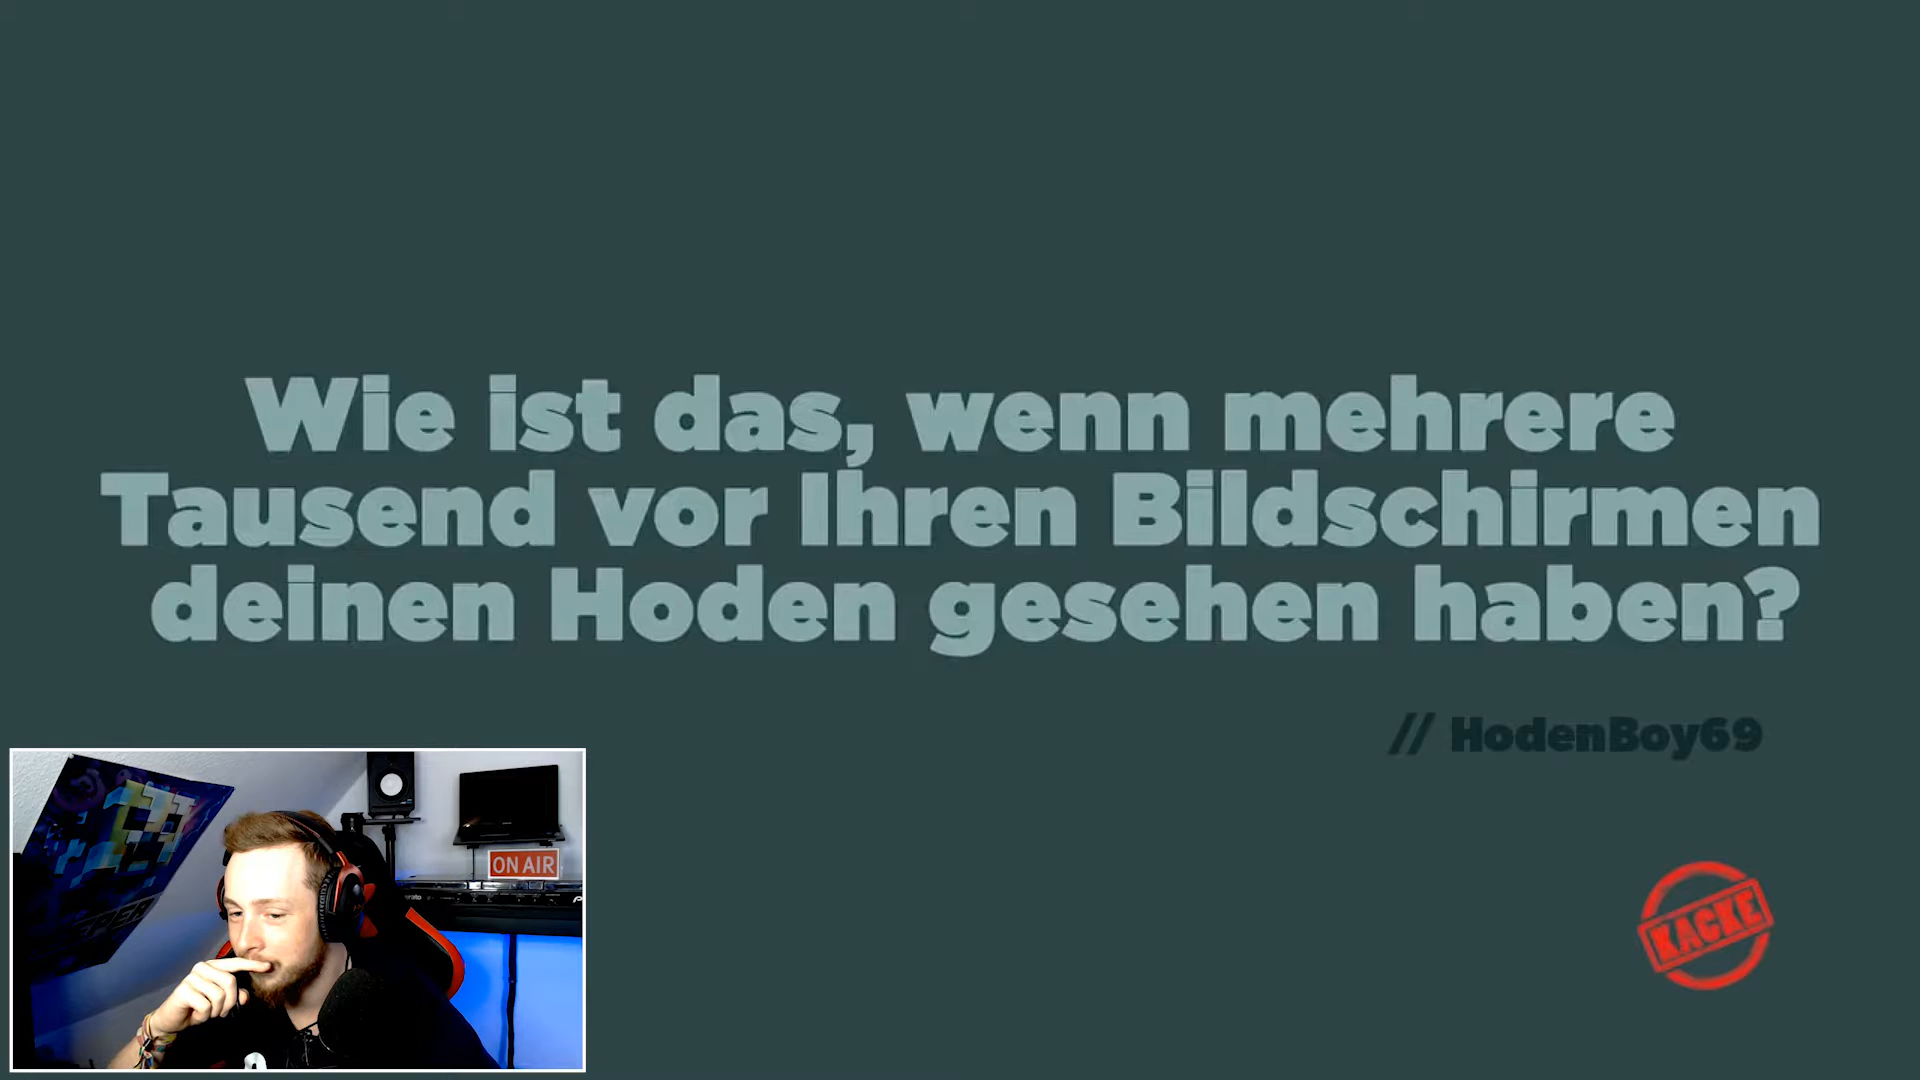 Wie ist das, wenn mehrere
Tausend vor Ihren Bildschirmen
deinen Hoden gesehen haben?
// HodenBoy69
ON AIR
KACKE